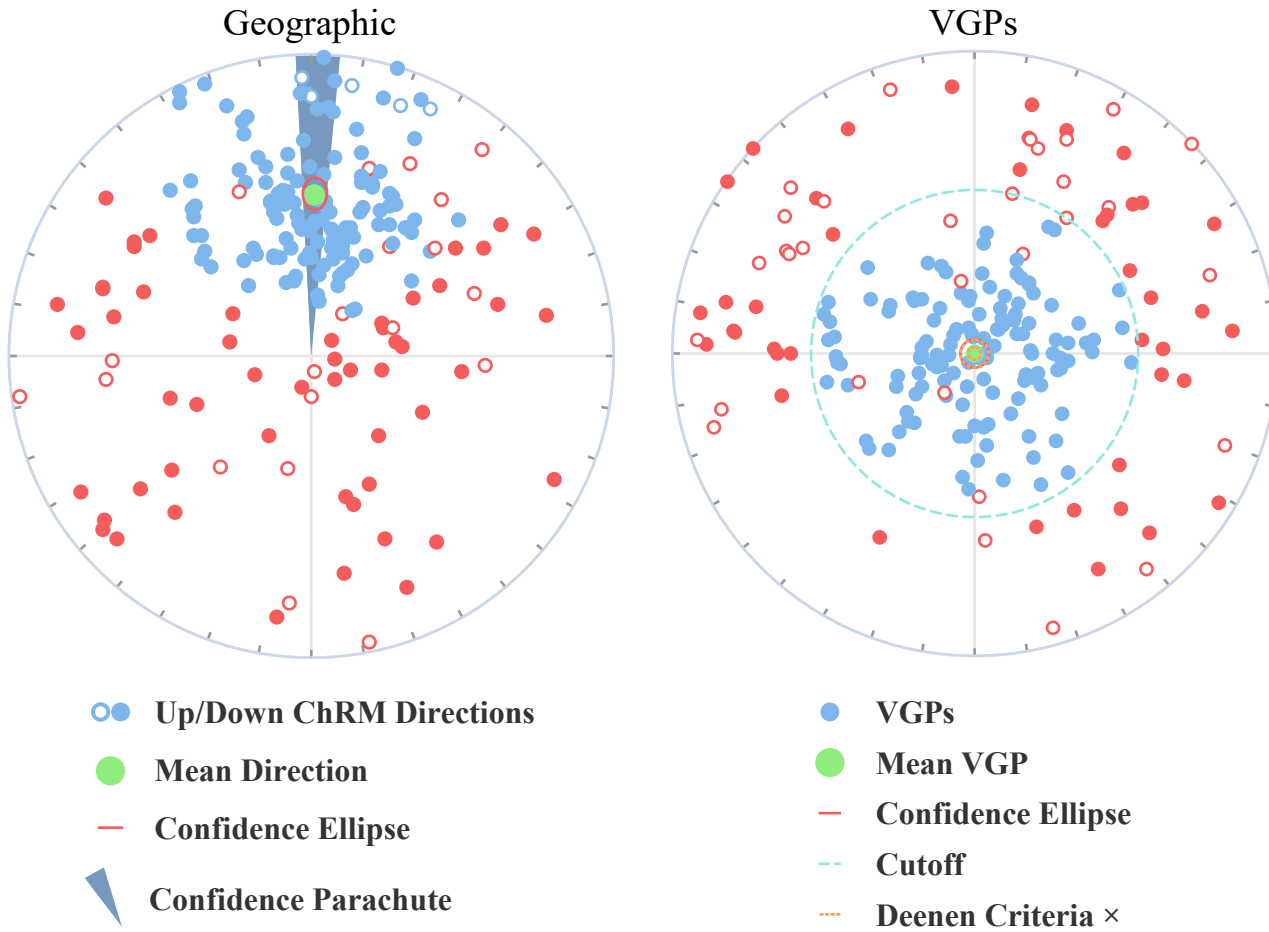 Geographic
VGPs
Up/Down ChRM Directions
Mean Direction
Confidence Ellipse
Confidence Parachute
VGPs
Mean VGP
Confidence Ellipse
Cutoff
Deenen Criteria ×